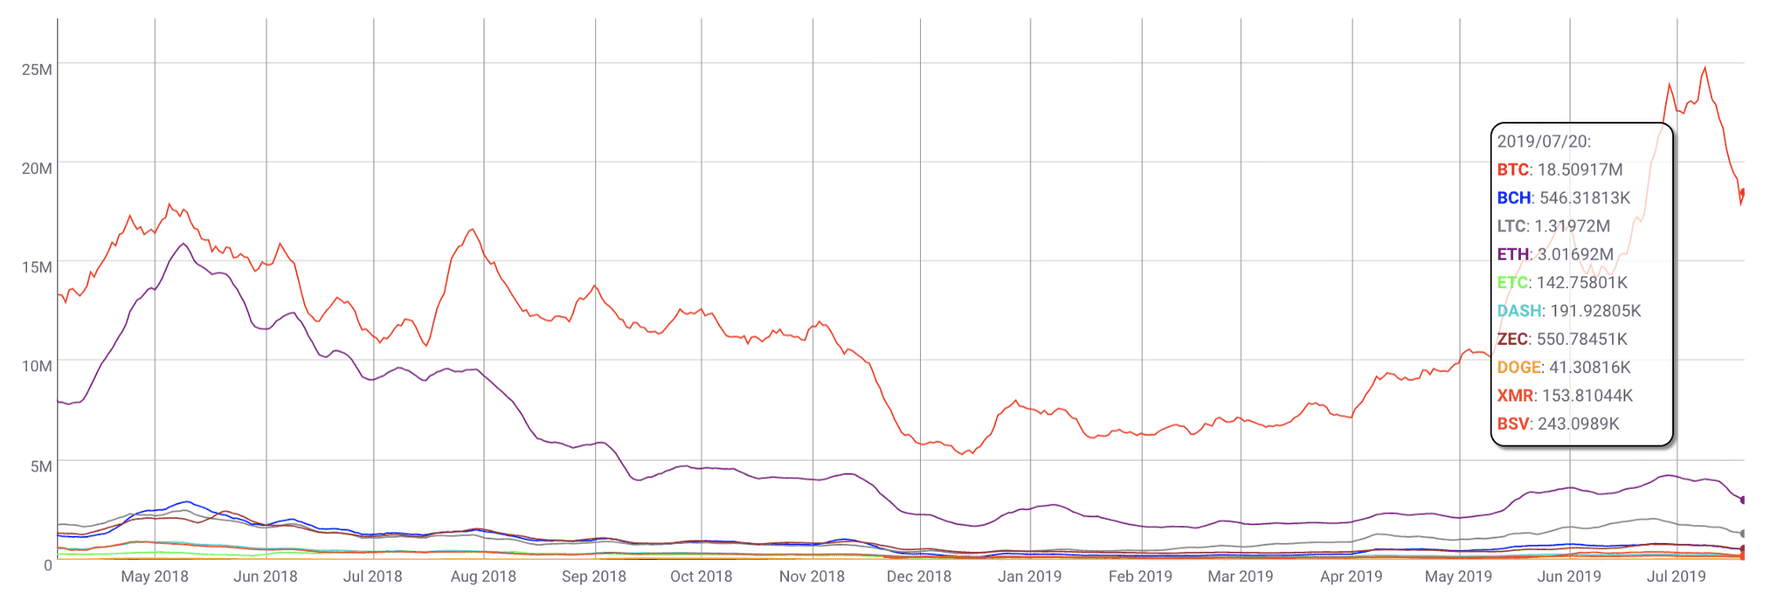 25M
20M
15M
10M
5M
0
2019/07/20:
BTC: 18.50917M
BCH: 546.31813K
LTC: 1.31972M
ETH: 3.01692M
ETC: 142.75801K
DASH: 191.92805K
ZEC: 550.78451K
DOGE: 41.30816K
XMR: 153.81044K
BSV: 243.0989K
May 2018 Jun 2018 Jul 2018 Aug 2018 Sep 2018 Oct 2018 Nov 2018 Dec 2018 Jan 2019 Feb 2019 Mar 2019 Apr 2019 May 2019 Jun 2019 Jul 2019